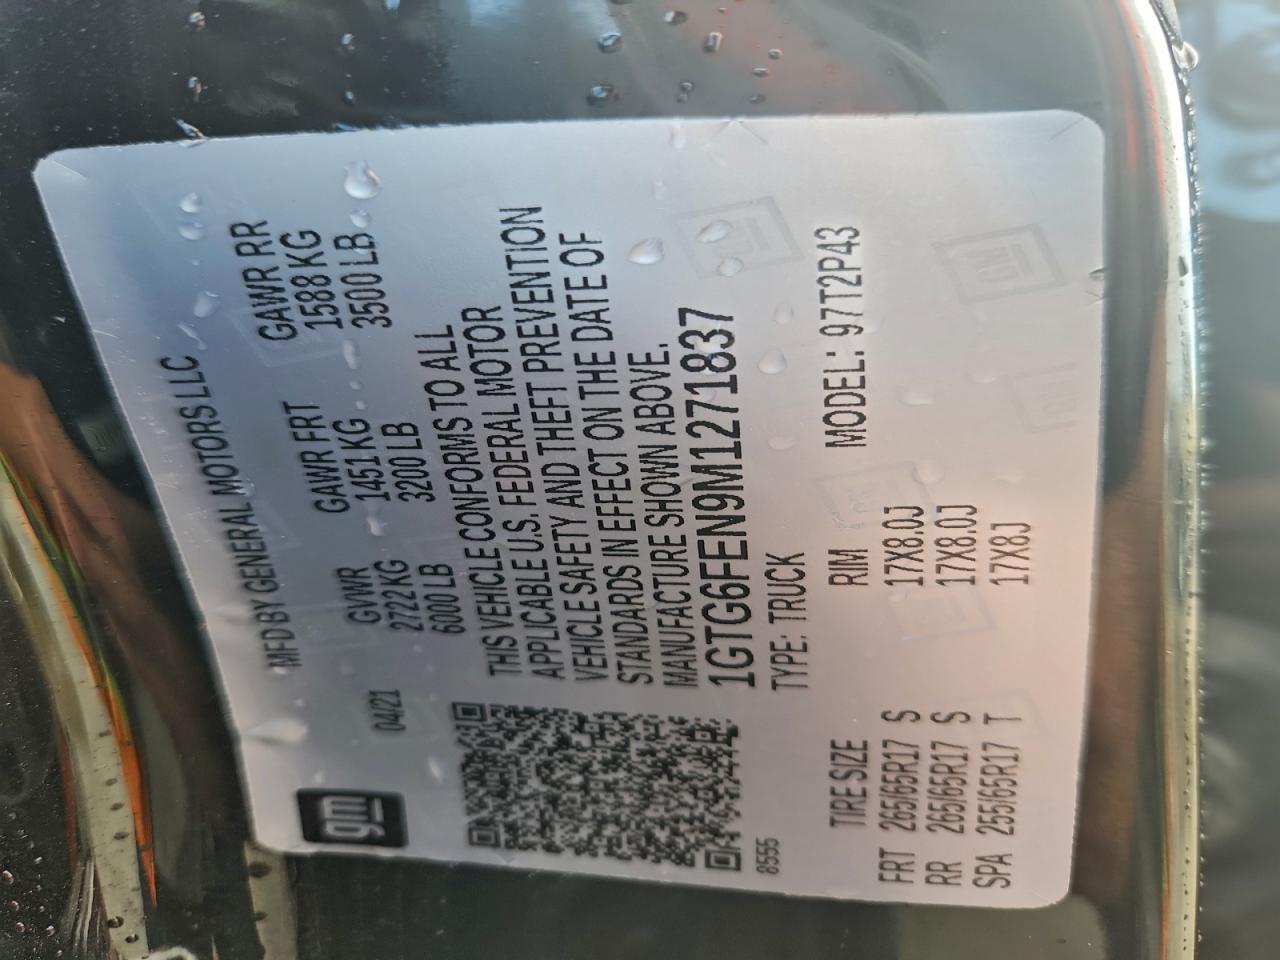 gm
MFD BY GENERAL MOTORS LLC
04/21 GVWR GAWR FRT GAWR RR
2722 KG 1451 KG 1588 KG
6000 LB 3200 LB 3500 LB
THIS VEHICLE CONFORMS TO ALL
APPLICABLE U.S. FEDERAL MOTOR
VEHICLE SAFETY AND THEFT PREVENTION
STANDARDS IN EFFECT ON THE DATE OF
MANUFACTURE SHOWN ABOVE.
1GTG6FEN9M1271837
8555 TYPE: TRUCK
TIRE SIZE RIM MODEL: 97T2P43
FRT 265/65R17 S 17X8.0J
RR 265/65R17 S 17X8.0J
SPA 255/65R17 T 17X8J